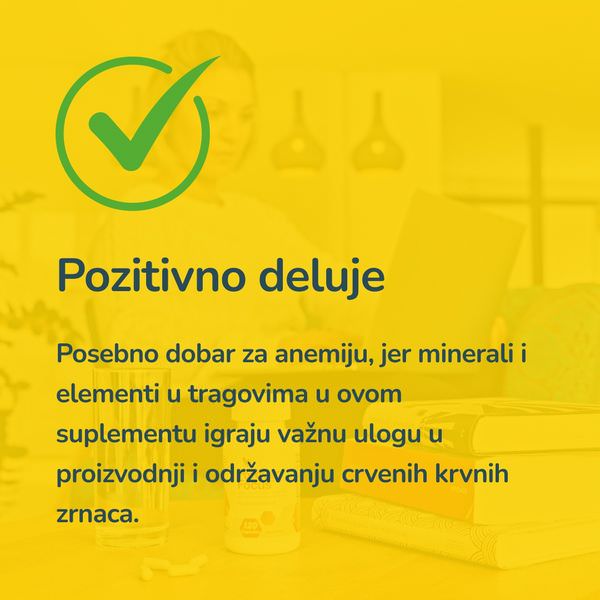 Pozitivno deluje
Posebno dobar za anemiju, jer minerali i
elementi u tragovima u ovom
suplementu igraju važnu ulogu u
proizvodnji i održavanju crvenih krvnih
zrnaca.